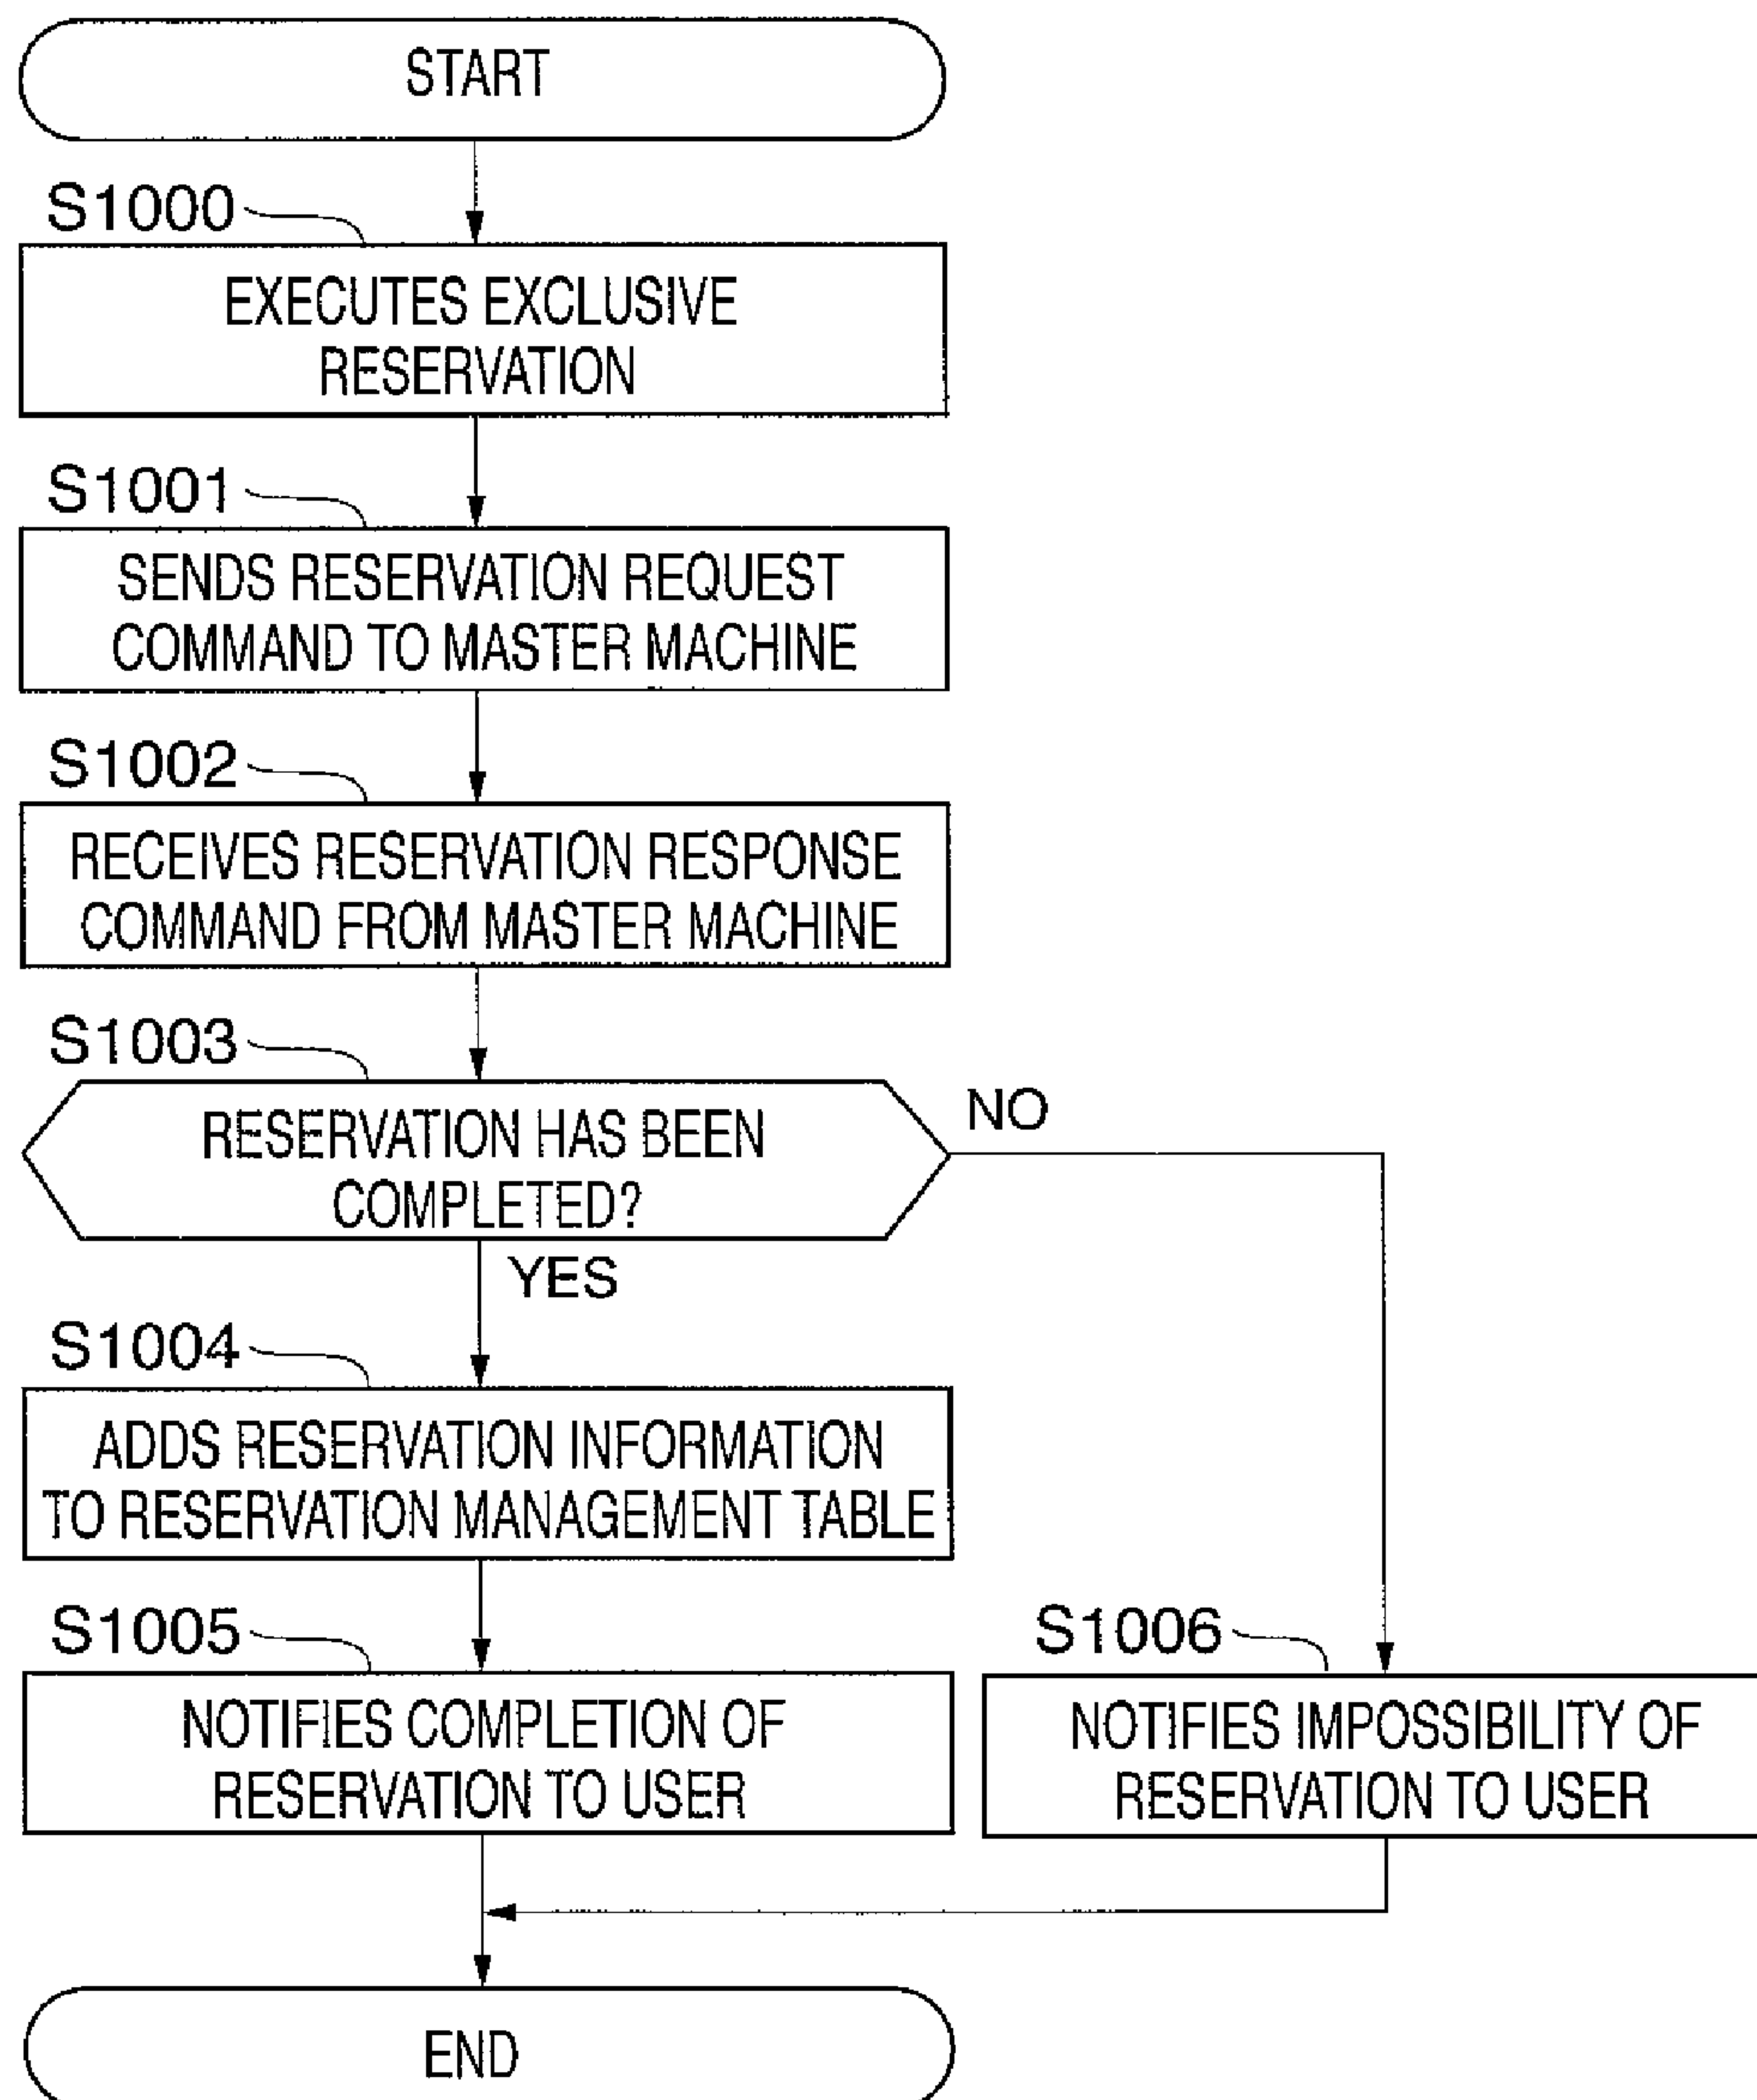 START
S1000
EXECUTES EXCLUSIVE
RESERVATION
S1001
SENDS RESERVATION REQUEST
COMMAND TO MASTER MACHINE
S1002
RECEIVES RESERVATION RESPONSE
COMMAND FROM MASTER MACHINE
S1003
RESERVATION HAS BEEN
COMPLETED?
NO
YES
S1004
ADDS RESERVATION INFORMATION
TO RESERVATION MANAGEMENT TABLE
S1005
NOTIFIES COMPLETION OF
RESERVATION TO USER
S1006
NOTIFIES IMPOSSIBILITY OF
RESERVATION TO USER
END